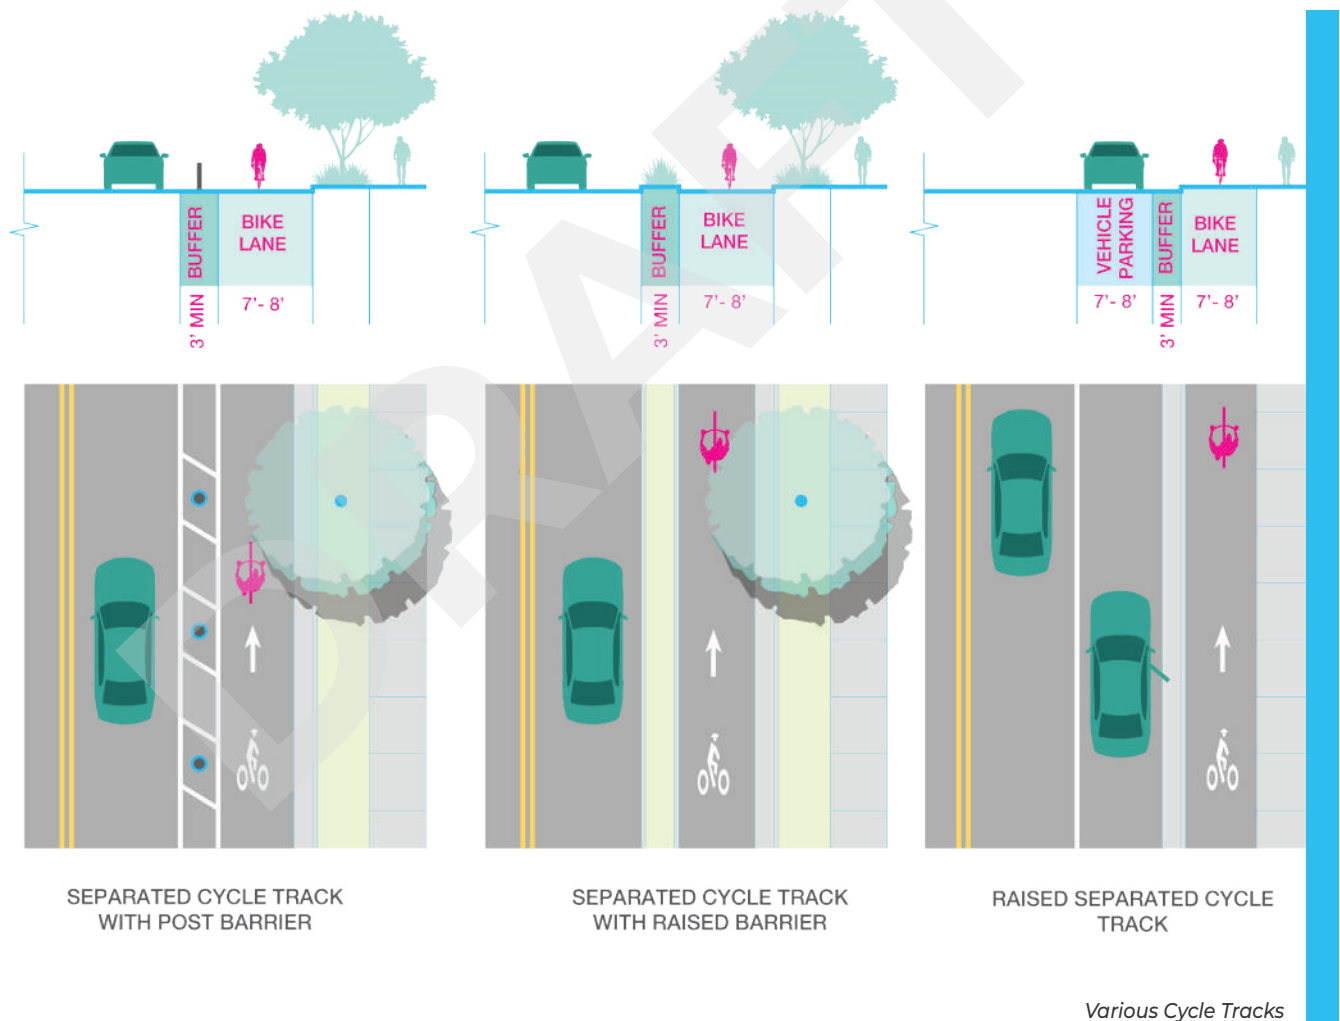 BUFFER
BIKE
LANE
3’ MIN
7’- 8’
BUFFER
BIKE
LANE
3’ MIN
7’- 8’
VEHICLE
PARKING
BUFFER
BIKE
LANE
7’- 8’
3’ MIN
7’- 8’
DRAFT
SEPARATED CYCLE TRACK
WITH POST BARRIER
SEPARATED CYCLE TRACK
WITH RAISED BARRIER
RAISED SEPARATED CYCLE
TRACK
Various Cycle Tracks